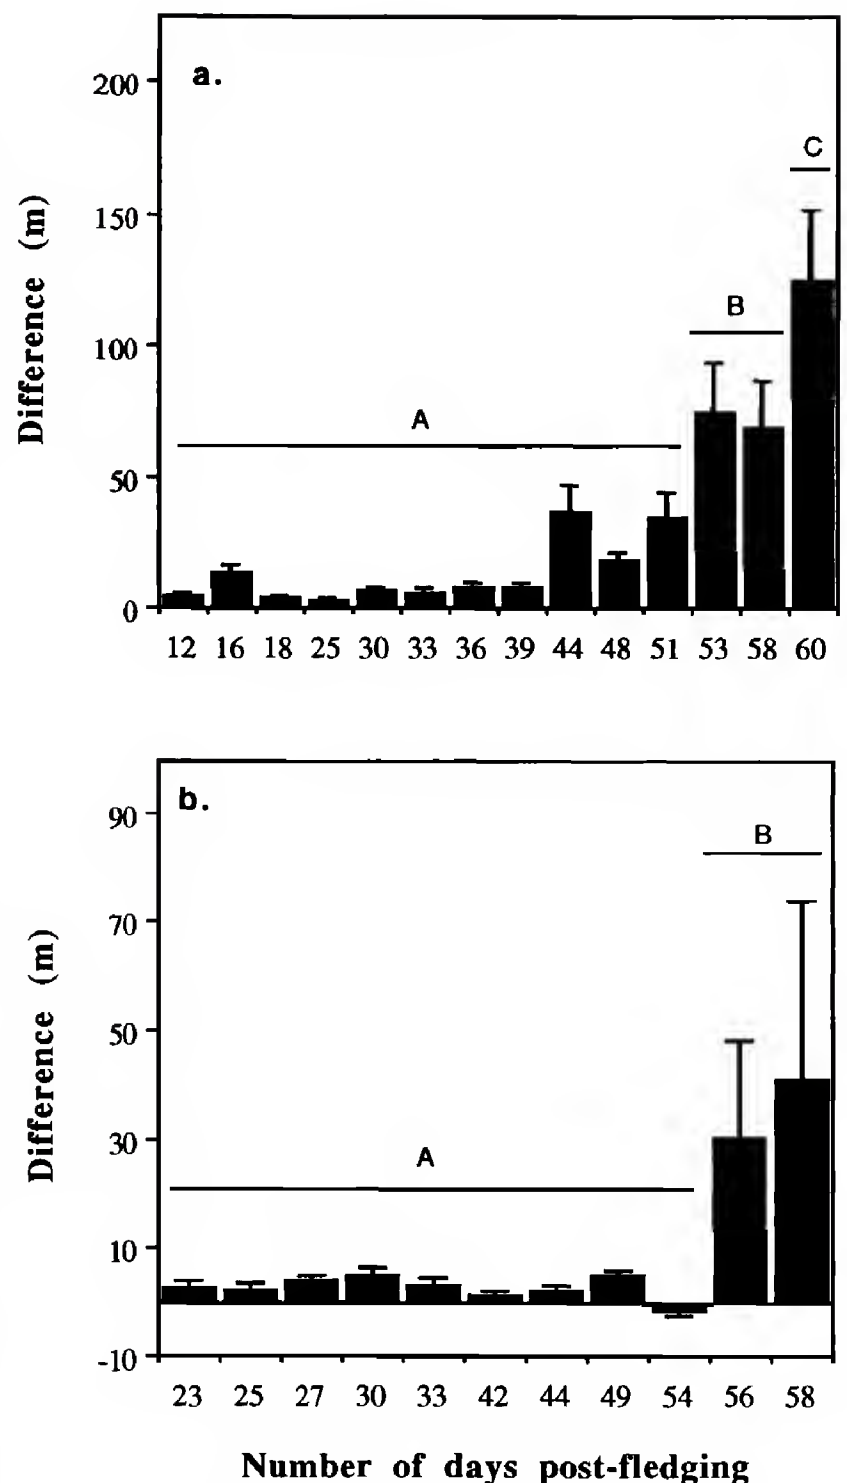 a.
200
150
100
50
0
Difference (m)
A
B
C
12 16 18 25 30 33 36 39 44 48 51 53 58 60
b.
90
70
50
30
10
-10
Difference (m)
A
B
23 25 27 30 33 42 44 49 54 56 58
Number of days post-fledging